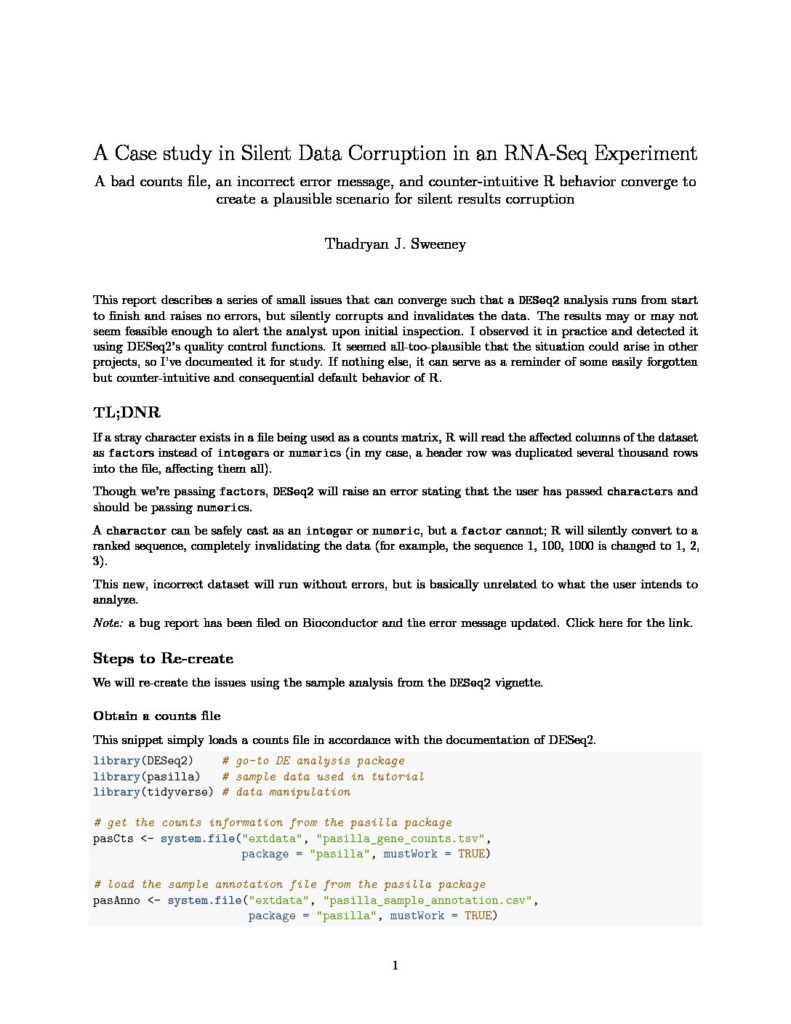 A Case study in Silent Data Corruption in an RNA-Seq Experiment
A bad counts file, an incorrect error message, and counter-intuitive R behavior converge to
create a plausible scenario for silent results corruption
Thadryan J. Sweeney
This report describes a series of small issues that can converge such that a DESeq2 analysis runs from start
to finish and raises no errors, but silently corrupts and invalidates the data. The results may or may not
seem feasible enough to alert the analyst upon initial inspection. I observed it in practice and detected it
using DESeq2's quality control functions. It seemed all-too-plausible that the situation could arise in other
projects, so I've documented it for study. If nothing else, it can serve as a reminder of some easily forgotten
but counter-intuitive and consequential default behavior of R.
TL;DNR
If a stray character exists in a file being used as a counts matrix, R will read the affected columns of the dataset
as factors instead of integers or numerics (in my case, a header row was duplicated several thousand rows
into the file, affecting them all).
Though we're passing factors, DESeq2 will raise an error stating that the user has passed characters and
should be passing numerics.
A character can be safely cast as an integer or numeric, but a factor cannot; R will silently convert to a
ranked sequence, completely invalidating the data (for example, the sequence 1, 100, 1000 is changed to 1, 2,
3).
This new, incorrect dataset will run without errors, but is basically unrelated to what the user intends to
analyze.
Note: a bug report has been filed on Bioconductor and the error message updated. Click here for the link.
Steps to Re-create
We will re-create the issues using the sample analysis from the DESeq2 vignette.
Obtain a counts file
This snippet simply loads a counts file in accordance with the documentation of DESeq2.
library(DESeq2) # go-to DE analysis package
library(pasilla) # sample data used in tutorial
library(tidyverse) # data manipulation
# get the counts information from the pasilla package
pasCts <- system.file("extdata", "pasilla_gene_counts.tsv",
package = "pasilla", mustWork = TRUE)
# load the sample annotation file from the pasilla package
pasAnno <- system.file("extdata", "pasilla_sample_annotation.csv",
package = "pasilla", mustWork = TRUE)
1